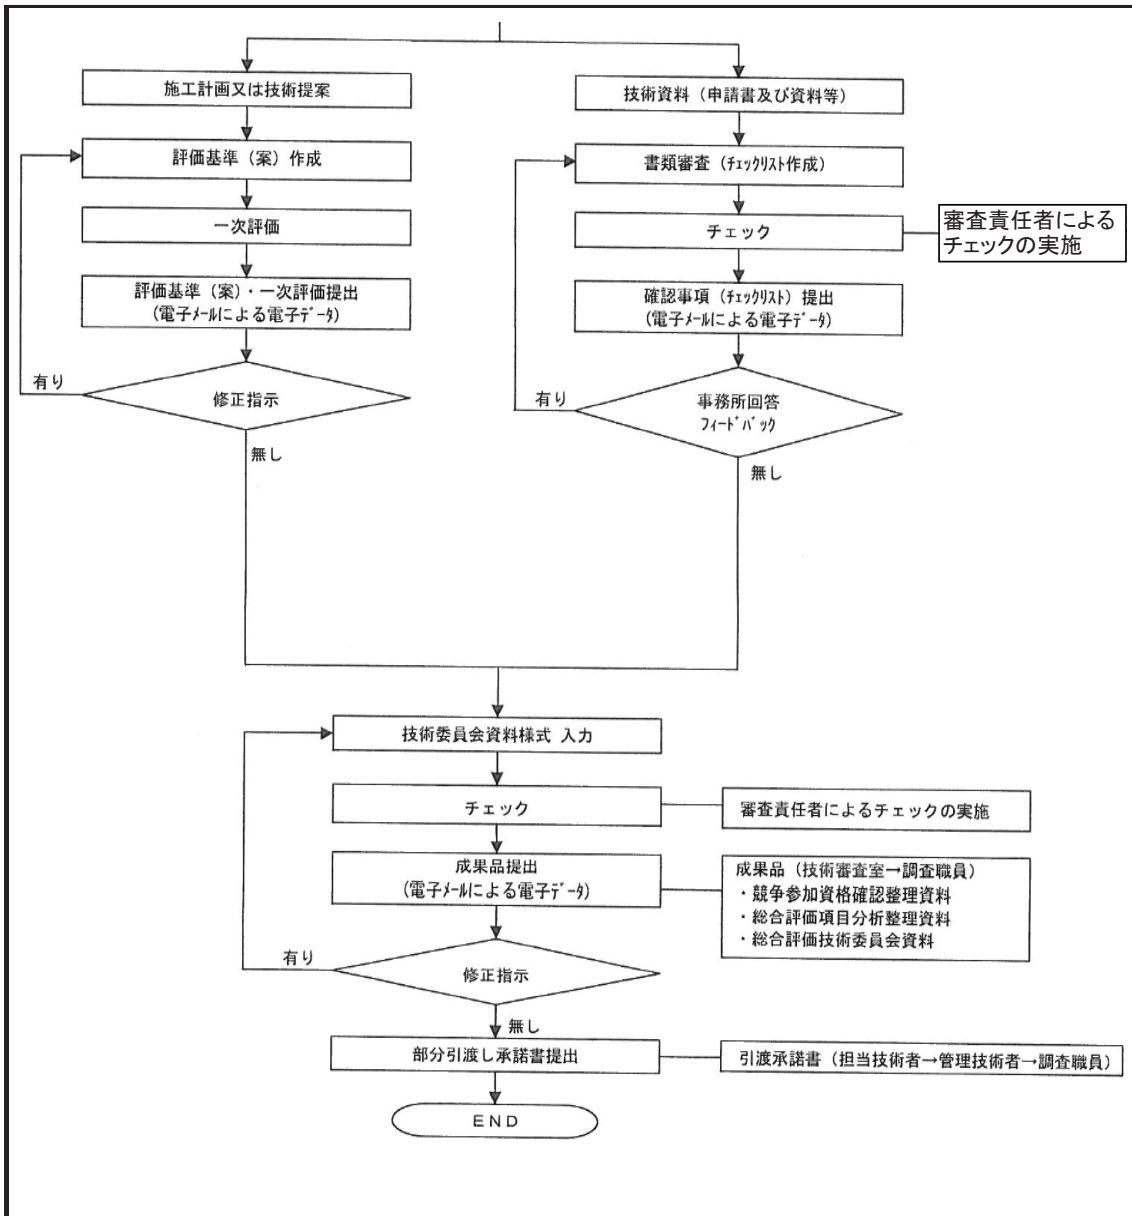 施工計画又は技術提案
評価基準（案）作成
一次評価
評価基準（案）・一次評価提出
(電子ﾒｰﾙによる電子ﾃﾞｰﾀ)
有り
修正指示
無し
技術資料（申請書及び資料等）
書類審査（ﾁｪｯｸﾘｽﾄ作成）
チェック
審査責任者による
チェックの実施
確認事項（ﾁｪｯｸﾘｽﾄ）提出
(電子ﾒｰﾙによる電子ﾃﾞｰﾀ)
有り
事務所回答
ﾌｨｰﾄﾞﾊﾞｯｸ
無し
技術委員会資料様式 入力
チェック
審査責任者によるチェックの実施
成果品提出
(電子ﾒｰﾙによる電子ﾃﾞｰﾀ)
成果品（技術審査室→調査職員）
・競争参加資格確認整理資料
・総合評価項目分析整理資料
・総合評価技術委員会資料
有り
修正指示
無し
部分引渡し承諾書提出
引渡承諾書（担当技術者→管理技術者→調査職員）
END